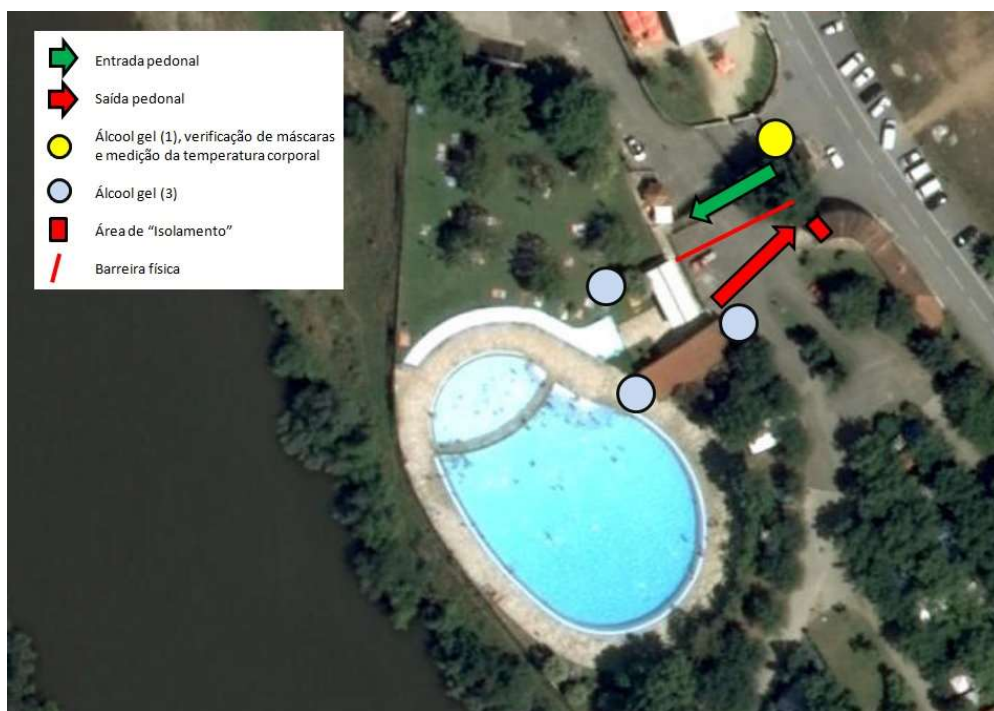 Entrada pedonal
Saída pedonal
Álcool gel (1), verificação de máscaras
e medição da temperatura corporal
Álcool gel (3)
Área de “Isolamento”
Barreira física